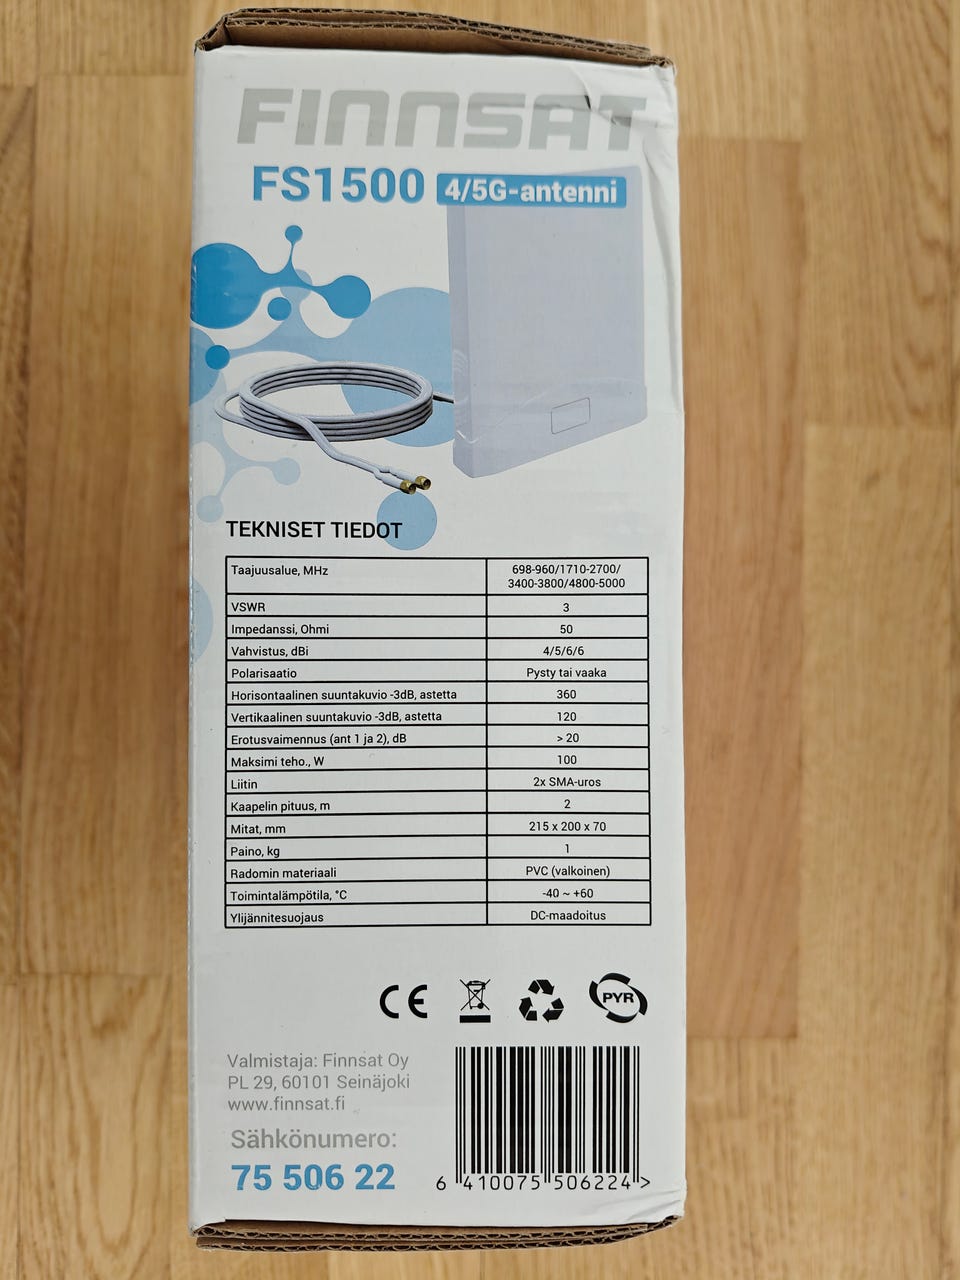 FINNSAT
FS1500 4/5G-antenni
TEKNISET TIEDOT
Taajuusalue, MHz 698-960/1710-2700/
3400-3800/4800-5000
VSWR 3
Impedanssi, Ohmi 50
Vahvistus, dBi 4/5/6/6
Polarisaatio Pysty tai vaaka
Horisontaalinen suuntakuvio -3dB, astetta 360
Vertikaalinen suuntakuvio -3dB, astetta 120
Erotusvaimennus (ant 1 ja 2), dB > 20
Maksimi teho., W 100
Liitin 2x SMA-uros
Kaapelin pituus, m 2
Mitat, mm 215 x 200 x 70
Paino, kg 1
Radomin materiaali PVC (valkoinen)
Toimintalämpötila, °C -40 ~ +60
Ylijännitesuojaus DC-maadoitus
CE PYR
Valmistaja: Finnsat Oy
PL 29, 60101 Seinäjoki
www.finnsat.fi
Sähkönumero:
75 506 22
6 410075 506224 >